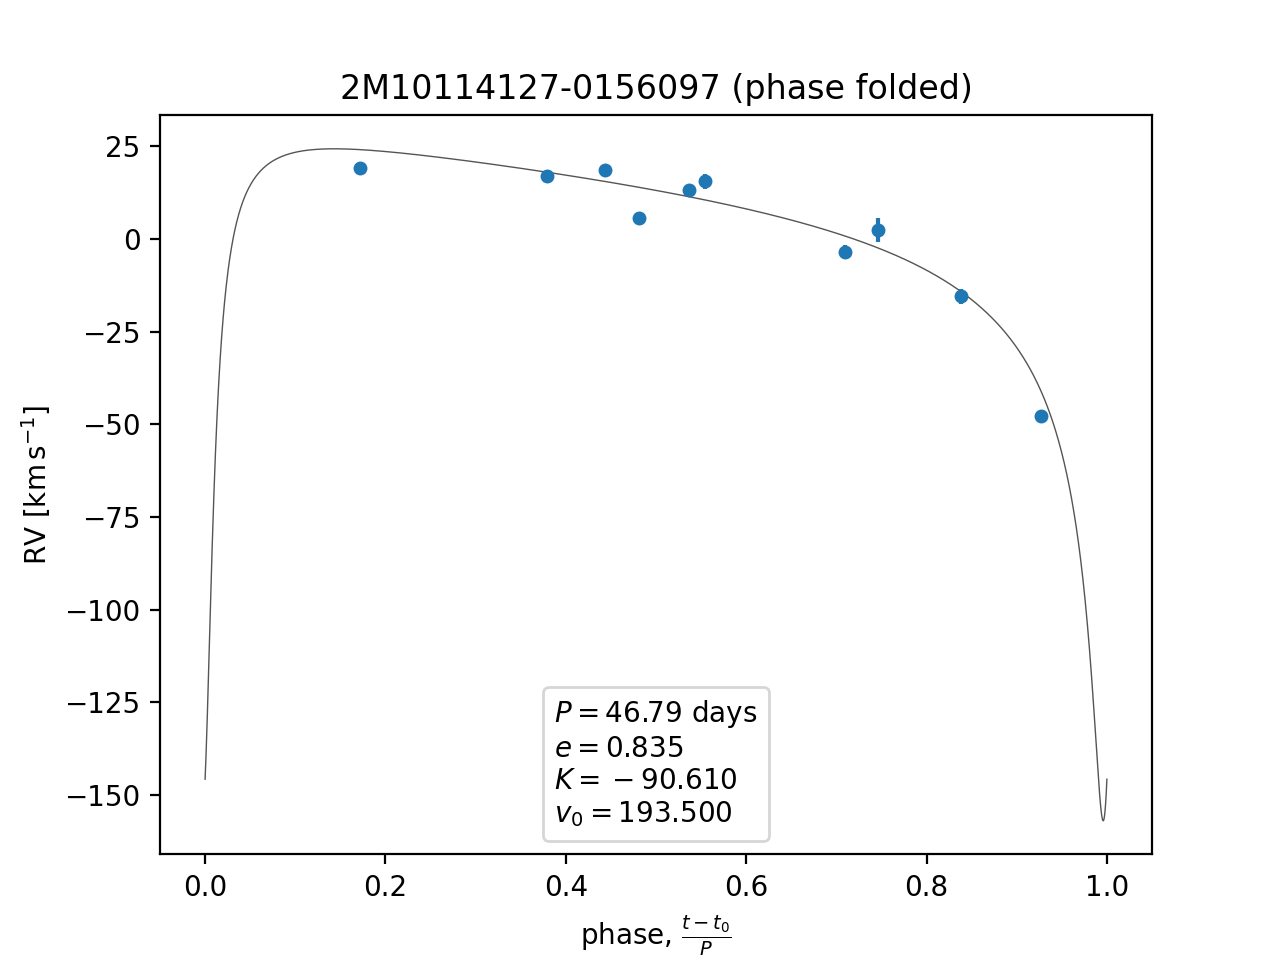 2M10114127-0156097 (phase folded)
RV [km s⁻¹]
25
0
−25
−50
−75
−100
−125
−150
P = 46.79 days
e = 0.835
K = −90.610
v₀ = 193.500
0.0 0.2 0.4 0.6 0.8 1.0
phase, (t − t₀)/P